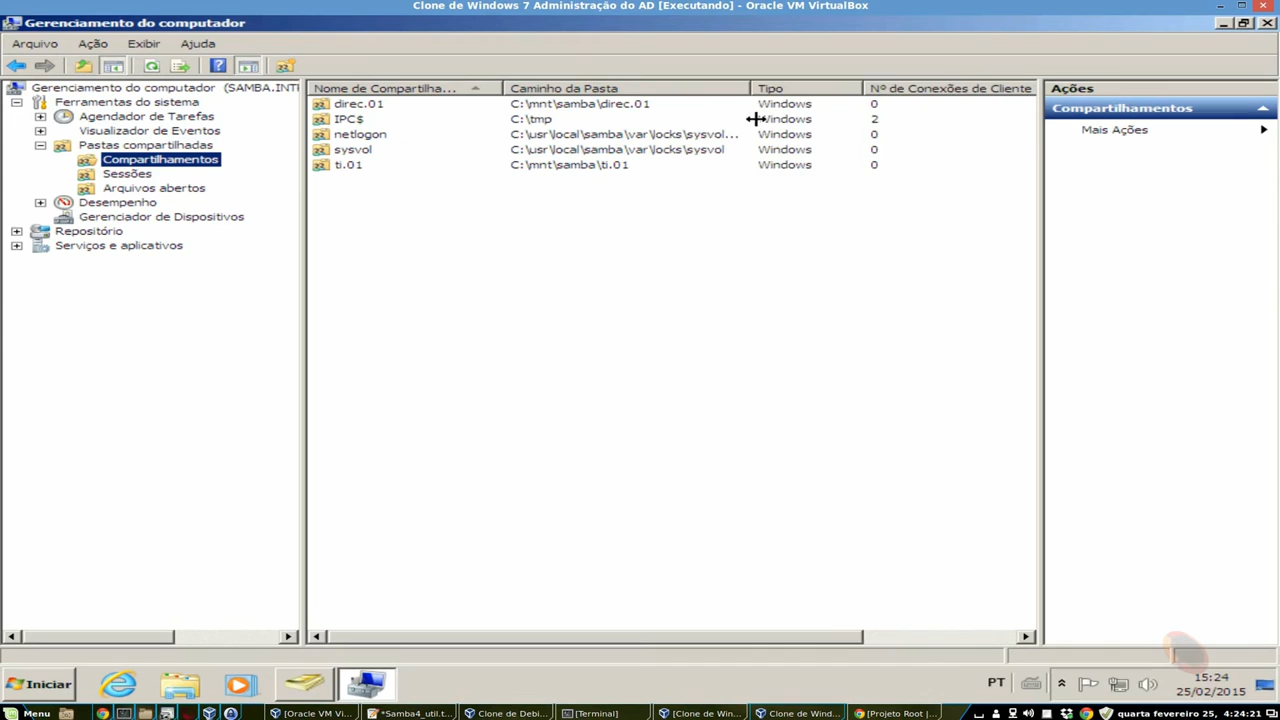 Clone de Windows 7 Administração do AD [Executando] - Oracle VM VirtualBox
Gerenciamento do computador
Arquivo Ação Exibir Ajuda
Gerenciamento do computador (SAMBA.INTI
Ferramentas do sistema
Agendador de Tarefas
Visualizador de Eventos
Pastas compartilhadas
Compartilhamentos
Sessões
Arquivos abertos
Desempenho
Gerenciador de Dispositivos
Repositório
Serviços e aplicativos
Nome de Compartilha... Caminho da Pasta Tipo Nº de Conexões de Cliente
direc.01 C:\mnt\samba\direc.01 Windows 0
IPC$ C:\tmp Windows 2
netlogon C:\usr\local\samba\var\locks\sysvol... Windows 0
sysvol C:\usr\local\samba\var\locks\sysvol Windows 0
ti.01 C:\mnt\samba\ti.01 Windows 0
Ações
Compartilhamentos
Mais Ações
Iniciar
PT
15:24
25/02/2015
Menu [Oracle VM Vi... *Samba4_util.t... Clone de Debi... [Terminal] [Clone de Win... Clone de Wind... [Projeto Root |... quarta fevereiro 25, 4:24:21